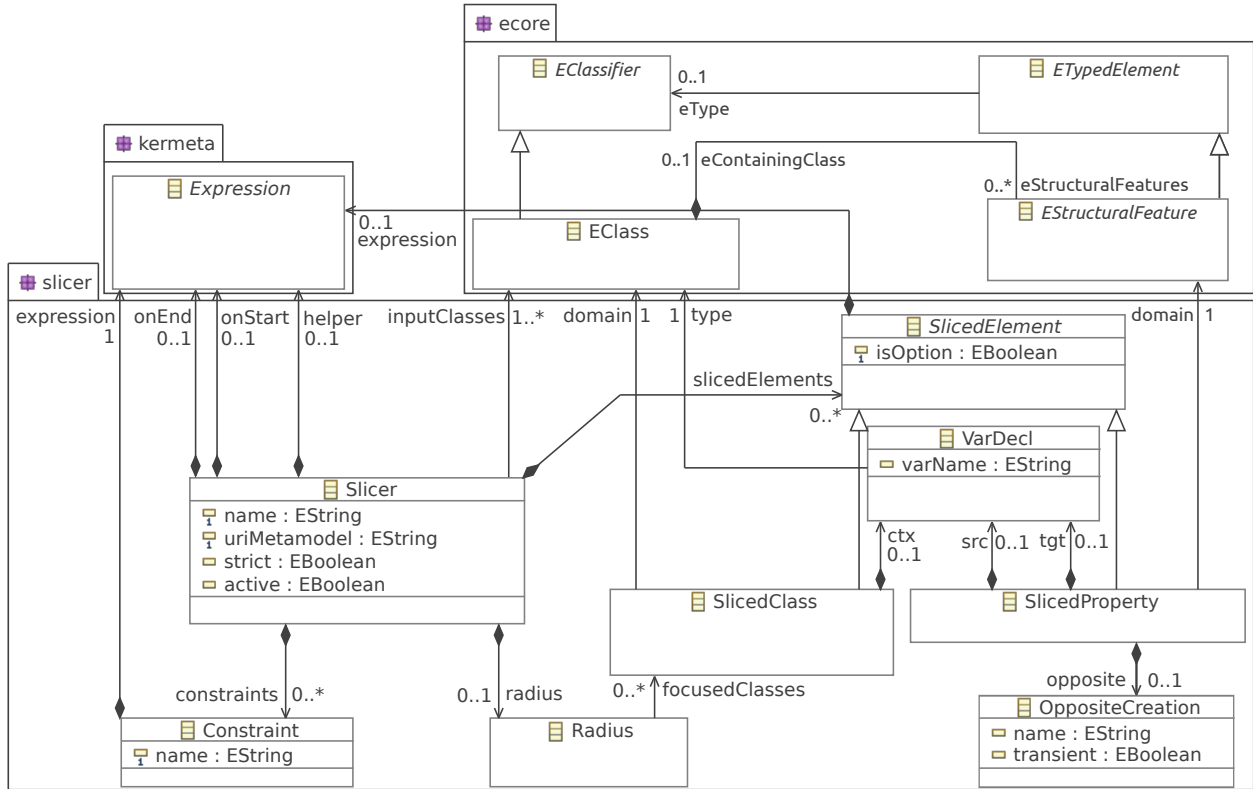 ecore
EClassifier
ETypedElement
0..1
eType
kermeta
0..1 eContainingClass
Expression
0..* eStructuralFeatures
EStructuralFeature
0..1
expression
EClass
slicer
expression
1
onEnd
0..1
onStart
0..1
helper
0..1
inputClasses 1..*
domain 1
1 type
domain 1
SlicedElement
isOption : EBoolean
slicedElements
0..*
VarDecl
varName : EString
Slicer
1 name : EString
1 uriMetamodel : EString
strict : EBoolean
active : EBoolean
ctx
0..1
src 0..1
tgt 0..1
SlicedClass
SlicedProperty
constraints 0..*
0..1 radius
0..* focusedClasses
opposite 0..1
Constraint
1 name : EString
Radius
OppositeCreation
name : EString
transient : EBoolean